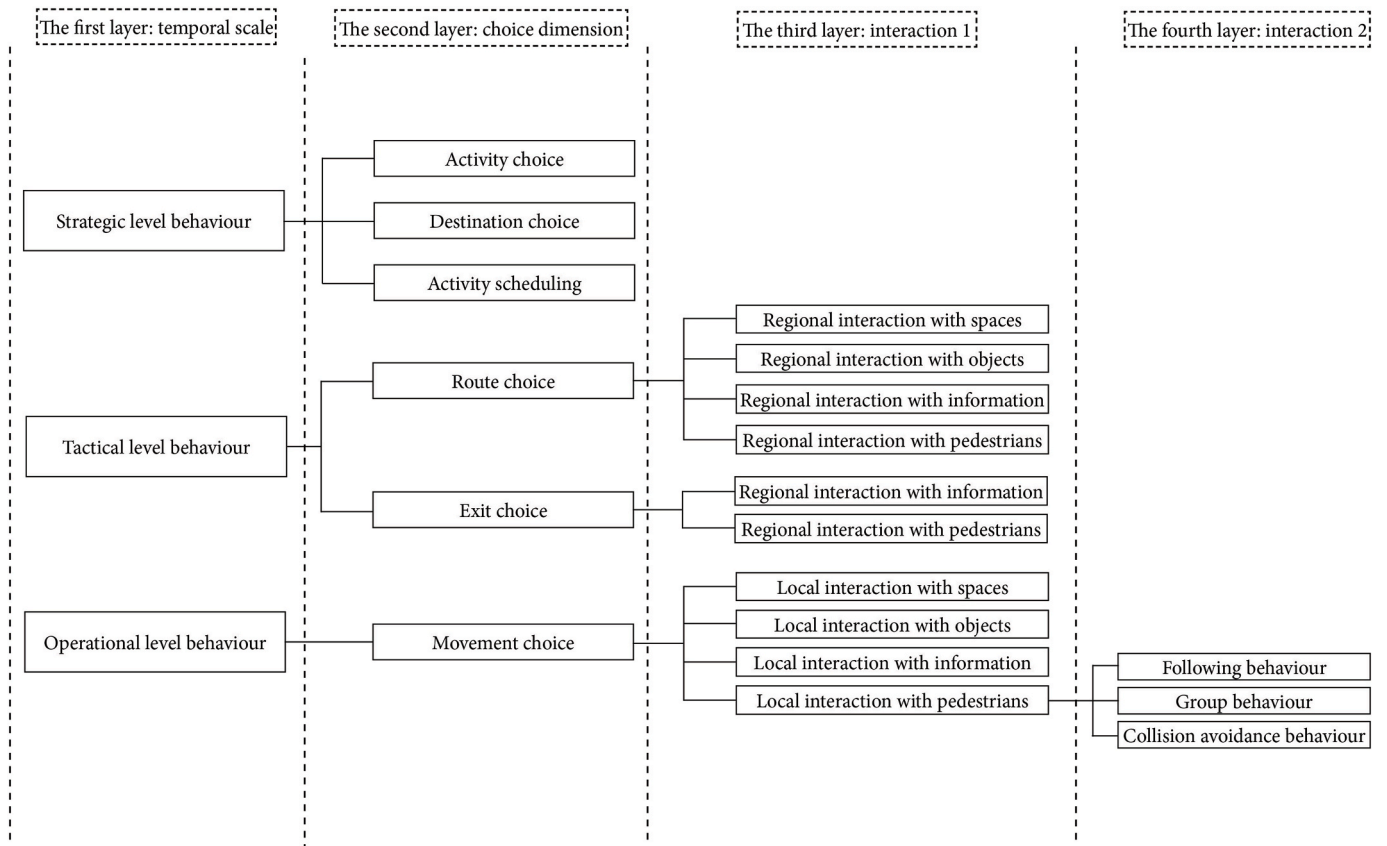 The first layer: temporal scale
The second layer: choice dimension
The third layer: interaction 1
The fourth layer: interaction 2
Strategic level behaviour
Activity choice
Destination choice
Activity scheduling
Tactical level behaviour
Route choice
Regional interaction with spaces
Regional interaction with objects
Regional interaction with information
Regional interaction with pedestrians
Exit choice
Regional interaction with information
Regional interaction with pedestrians
Operational level behaviour
Movement choice
Local interaction with spaces
Local interaction with objects
Local interaction with information
Local interaction with pedestrians
Following behaviour
Group behaviour
Collision avoidance behaviour